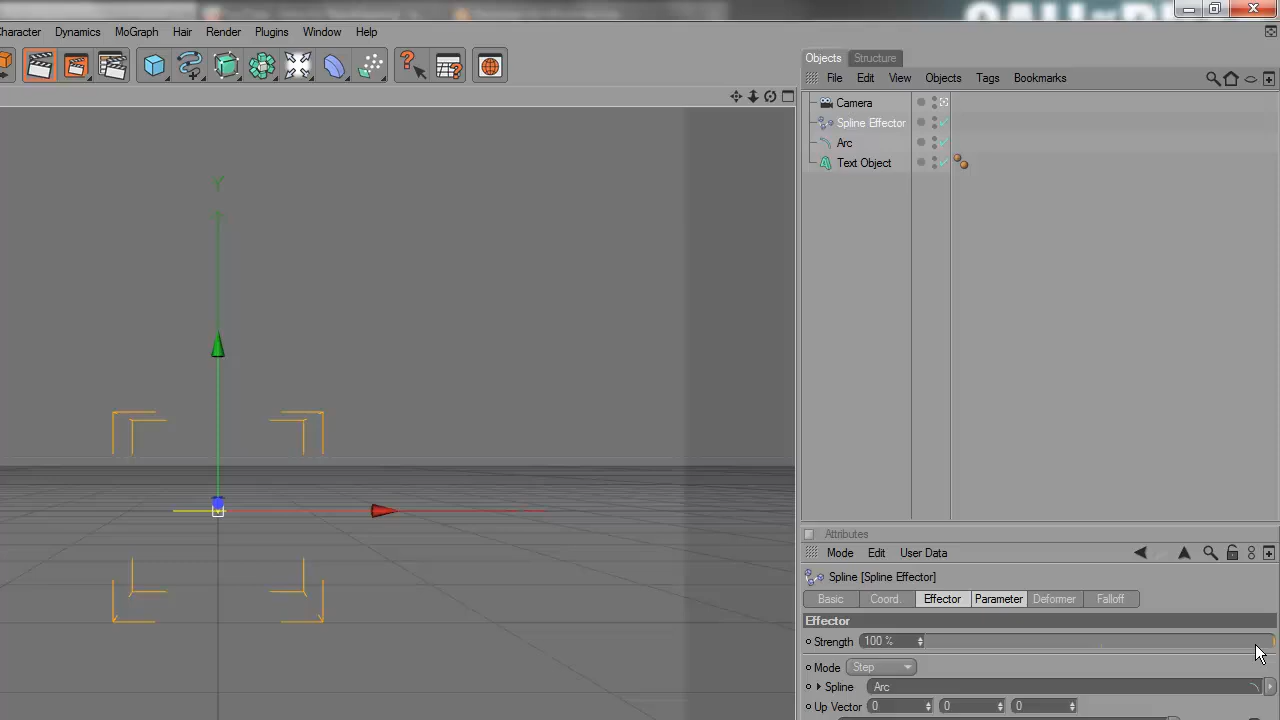 Character Dynamics MoGraph Hair Render Plugins Window Help
Objects Structure
File Edit View Objects Tags Bookmarks
Camera
Spline Effector
Arc
Text Object
Y
Attributes
Mode Edit User Data
Spline [Spline Effector]
Basic Coord. Effector Parameter Deformer Falloff
Effector
Strength 100 %
Mode Step
Spline Arc
Up Vector 0 0 0